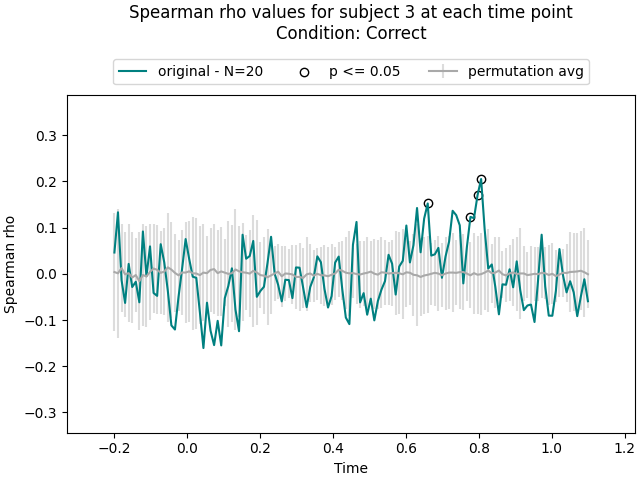 Spearman rho values for subject 3 at each time point
Condition: Correct
original - N=20 p <= 0.05 permutation avg
0.3
0.2
0.1
0.0
−0.1
−0.2
−0.3
Spearman rho
−0.2 0.0 0.2 0.4 0.6 0.8 1.0 1.2
Time